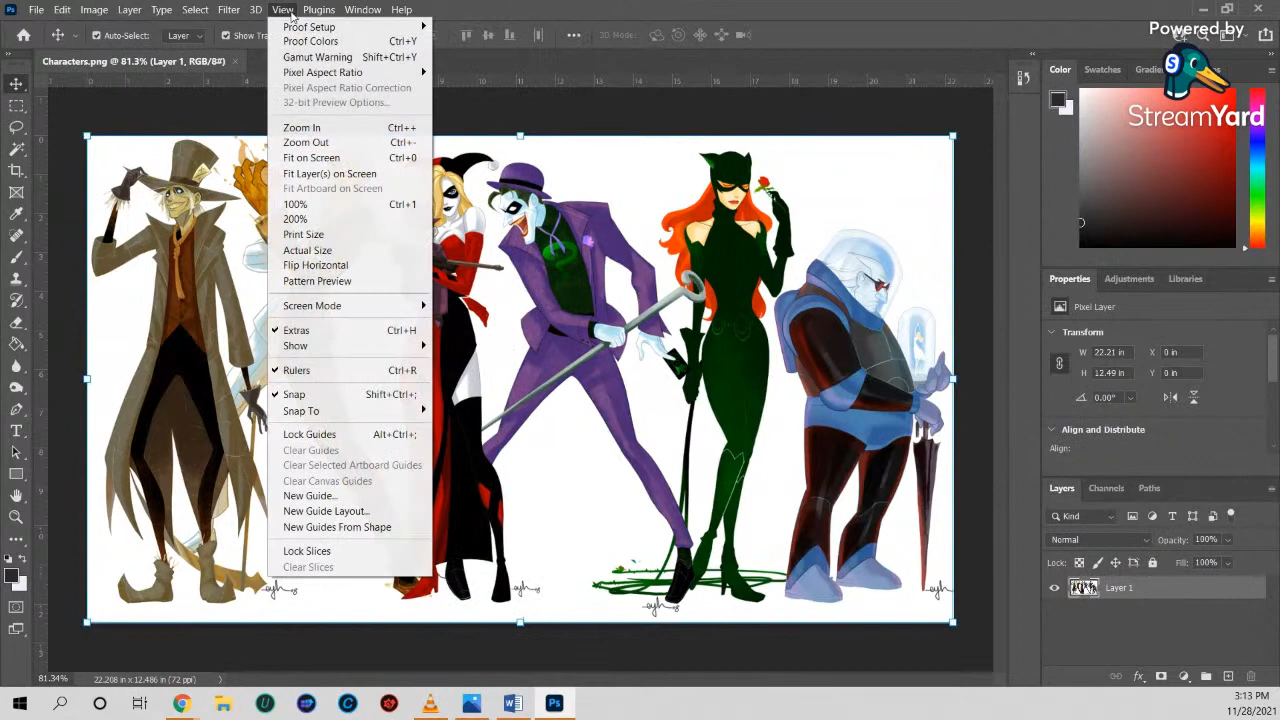 File Edit Image Layer Type Select Filter 3D View Plugins Window Help
Auto-Select: Layer
3D Mode:
Powered by
StreamYard
Characters.png @ 81.3% (Layer 1, RGB/8#)
Proof Setup
Proof Colors Ctrl+Y
Gamut Warning Shift+Ctrl+Y
Pixel Aspect Ratio
Pixel Aspect Ratio Correction
32-bit Preview Options...
Zoom In Ctrl++
Zoom Out Ctrl+-
Fit on Screen Ctrl+0
Fit Layer(s) on Screen
Fit Artboard on Screen
100% Ctrl+1
200%
Print Size
Actual Size
Flip Horizontal
Pattern Preview
Screen Mode
Extras Ctrl+H
Show
Rulers Ctrl+R
Snap Shift+Ctrl+;
Snap To
Lock Guides Alt+Ctrl+;
Clear Guides
Clear Selected Artboard Guides
Clear Canvas Guides
New Guide...
New Guide Layout...
New Guides From Shape
Lock Slices
Clear Slices
Color Swatches
Properties Adjustments Libraries
Pixel Layer
Transform
W 22.21 in X 0 in
H 12.49 in Y 0 in
0.00°
Align and Distribute
Align:
Layers Channels Paths
Kind
Normal Opacity: 100%
Lock: Fill: 100%
Layer 1
81.34% 22.208 in x 12.486 in (72 ppi)
3:13 PM
11/28/2021